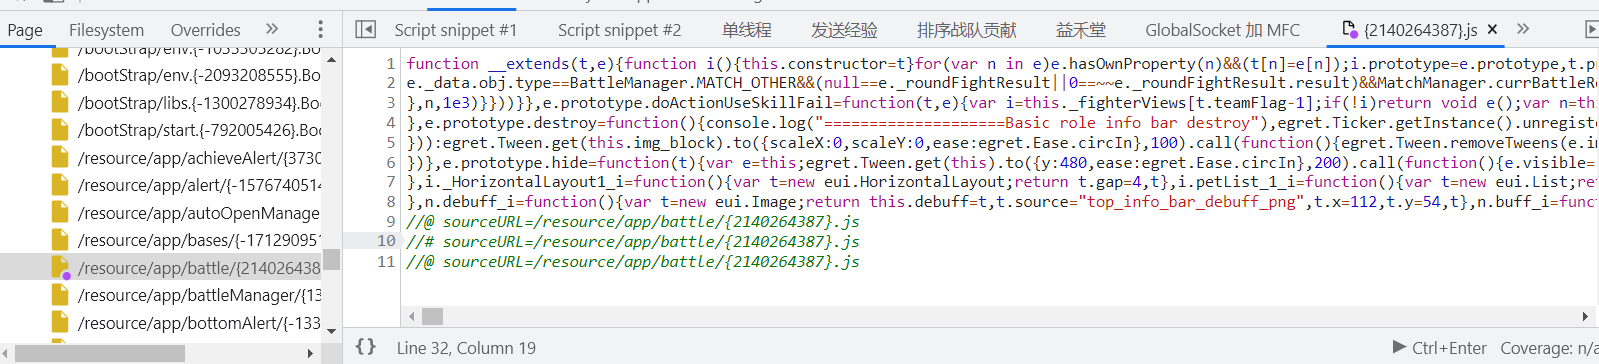 Page Filesystem Overrides
/bootStrap/env.{-1033303262}.Bo
/bootStrap/env.{-2093208555}.Boo
/bootStrap/libs.{-1300278934}.Boo
/bootStrap/start.{-792005426}.Boo
/resource/app/achieveAlert/{3730
/resource/app/alert/{-1576740514
/resource/app/autoOpenManage
/resource/app/bases/{-171290951
/resource/app/battle/{214026438
/resource/app/battleManager/{13
/resource/app/bottomAlert/{-133
Script snippet #1 Script snippet #2 单线程 发送经验 排序战队贡献 益禾堂 GlobalSocket 加 MFC {2140264387}.js
1 function __extends(t,e){function i(){this.constructor=t}for(var n in e)e.hasOwnProperty(n)&&(t[n]=e[n]);i.prototype=e.prototype,t.pr
2 e._data.obj.type==BattleManager.MATCH_OTHER&&(null==e._roundFightResult||0==~~e._roundFightResult.result)&&MatchManager.currBattleRe
3 },n,1e3)}}))}},e.prototype.doActionUseSkillFail=function(t,e){var i=this._fighterViews[t.teamFlag-1];if(!i)return void e();var n=th
4 },e.prototype.destroy=function(){console.log("====================Basic role info bar destroy"),egret.Ticker.getInstance().unregiste
5 })):egret.Tween.get(this.img_block).to({scaleX:0,scaleY:0,ease:egret.Ease.circIn},100).call(function(){egret.Tween.removeTweens(e.im
6 })},e.prototype.hide=function(t){var e=this;egret.Tween.get(this).to({y:480,ease:egret.Ease.circIn},200).call(function(){e.visible=
7 },i._HorizontalLayout1_i=function(){var t=new eui.HorizontalLayout;return t.gap=4,t},i.petList_1_i=function(){var t=new eui.List;ret
8 },n.debuff_i=function(){var t=new eui.Image;return this.debuff=t,t.source="top_info_bar_debuff_png",t.x=112,t.y=54,t},n.buff_i=func
9 //@ sourceURL=/resource/app/battle/{2140264387}.js
10 //# sourceURL=/resource/app/battle/{2140264387}.js
11 //@ sourceURL=/resource/app/battle/{2140264387}.js
{} Line 32, Column 19 Ctrl+Enter Coverage: n/a